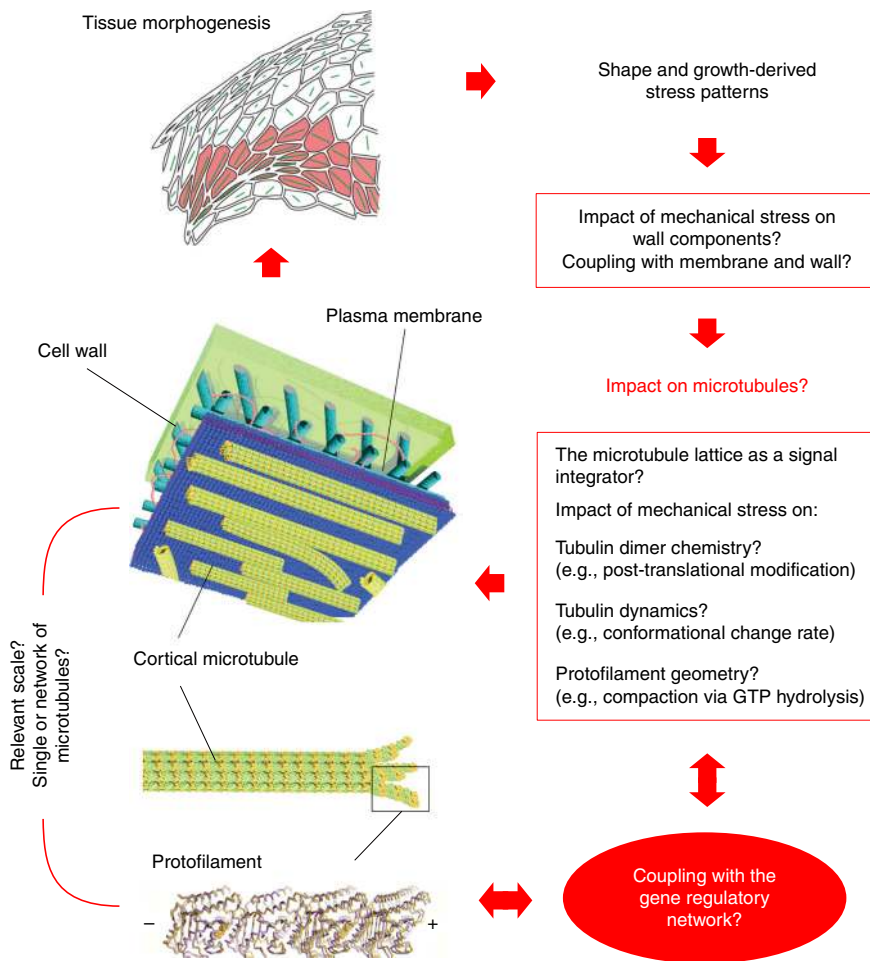 Tissue morphogenesis
Shape and growth-derived
stress patterns
Impact of mechanical stress on
wall components?
Coupling with membrane and wall?
Plasma membrane
Cell wall
Impact on microtubules?
The microtubule lattice as a signal
integrator?
Impact of mechanical stress on:
Tubulin dimer chemistry?
(e.g., post-translational modification)
Tubulin dynamics?
(e.g., conformational change rate)
Protofilament geometry?
(e.g., compaction via GTP hydrolysis)
Cortical microtubule
Relevant scale?
Single or network of
microtubules?
Protofilament
– +
Coupling with the
gene regulatory
network?